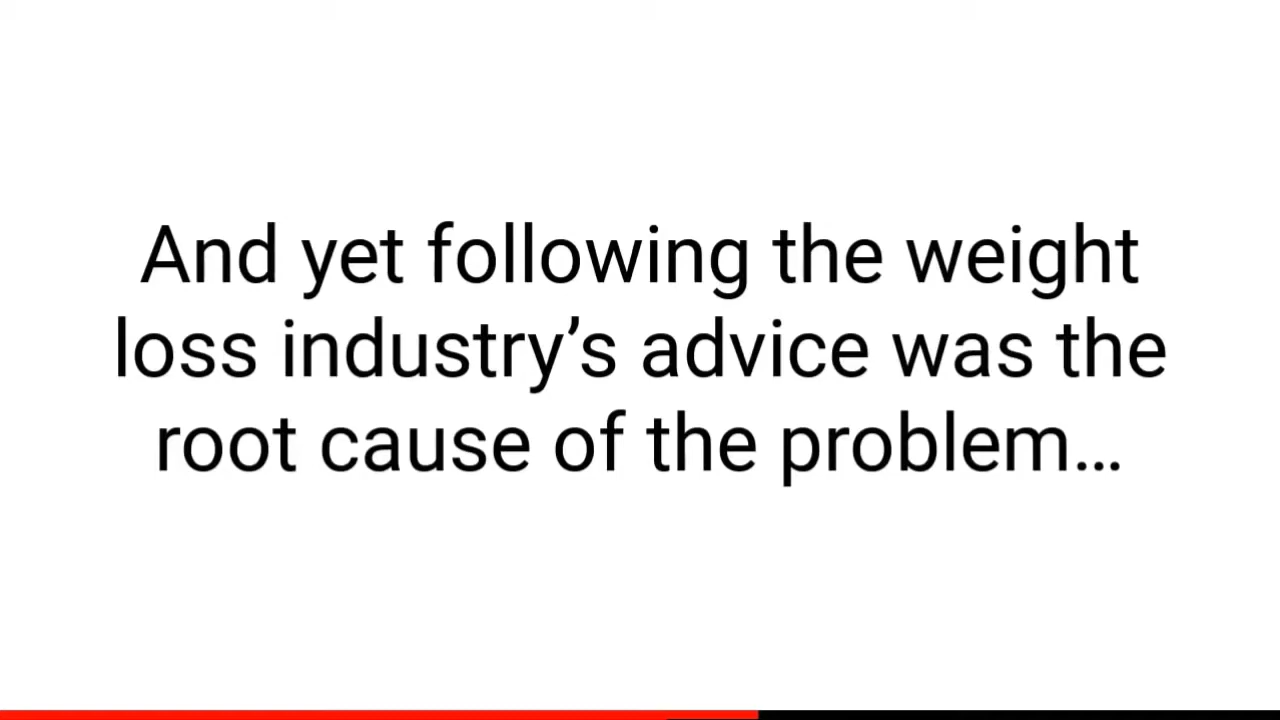 And yet following the weight
loss industry’s advice was the
root cause of the problem…